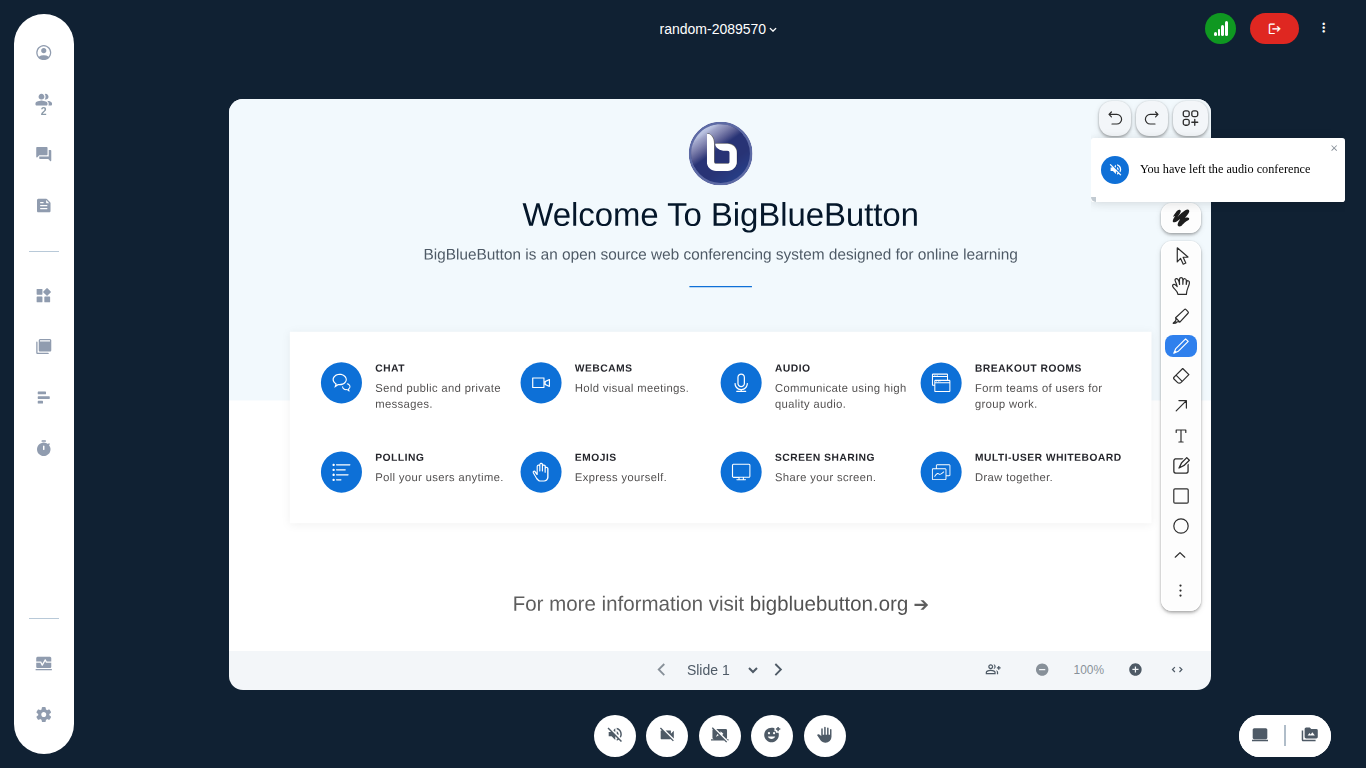 random-2089570
2
You have left the audio conference
Welcome To BigBlueButton
BigBlueButton is an open source web conferencing system designed for online learning
CHAT
Send public and private
messages.
WEBCAMS
Hold visual meetings.
AUDIO
Communicate using high
quality audio.
BREAKOUT ROOMS
Form teams of users for
group work.
POLLING
Poll your users anytime.
EMOJIS
Express yourself.
SCREEN SHARING
Share your screen.
MULTI-USER WHITEBOARD
Draw together.
For more information visit bigbluebutton.org ➔
Slide 1
100%